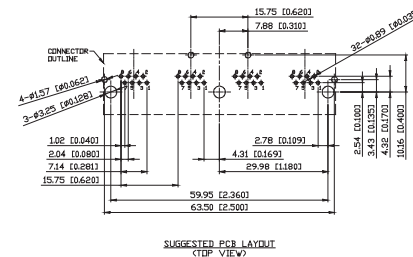 15.75 [0.620]
7.88 [0.310]
32-Ø0.89 [Ø0.035
CONNECTOR
OUTLINE
4-Ø1.57 [Ø0.062]
3-Ø3.25 [Ø0.128]
1.02 [0.040]
2.04 [0.080]
7.14 [0.281]
15.75 [0.620]
2.78 [0.109]
4.31 [0.169]
29.98 [1.180]
2.54 [0.100]
3.43 [0.135]
4.32 [0.170]
10.16 [0.400]
59.95 [2.360]
63.50 [2.500]
SUGGESTED PCB LAYOUT
(TOP VIEW)